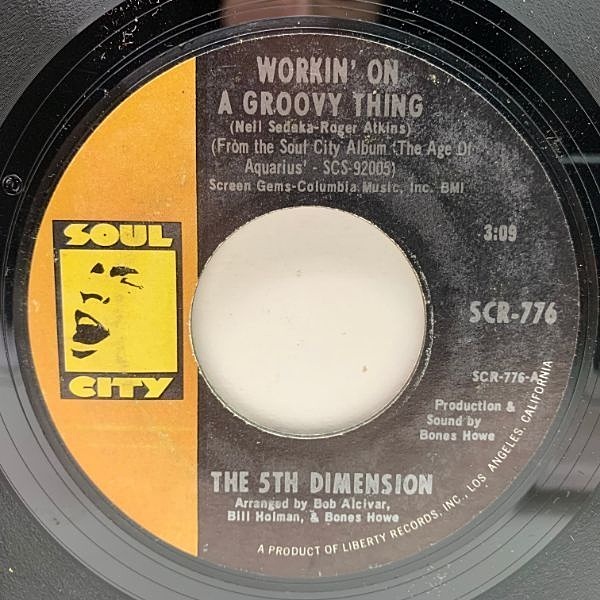 WORKIN' ON
A GROOVY THING
(Neil Sedaka-Roger Atkins)
(From the Soul City Album 'The Age Of
Aquarius' - SCS-92005)
Screen Gems-Columbia Music, Inc. BMI
SOUL
CITY
3:09
SCR-776
SCR-776-A
Production &
Sound by
Bones Howe
THE 5TH DIMENSION
Arranged by Bob Alcivar,
Bill Holman, & Bones Howe
A PRODUCT OF LIBERTY RECORDS, INC., LOS ANGELES, CALIFORNIA